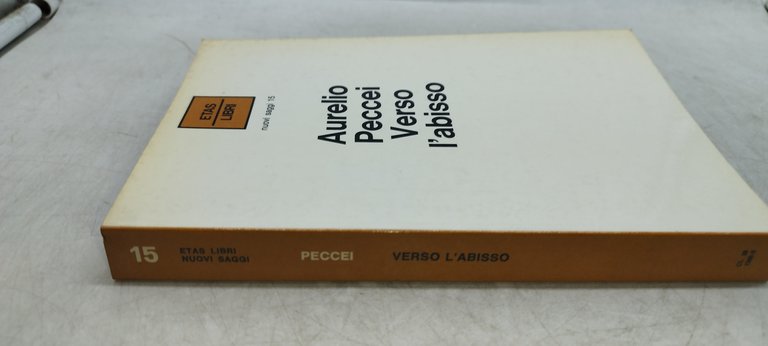 ETAS
LIBRI
nuovi saggi 15
Aurelio
Peccei
Verso
l'abisso
15
ETAS LIBRI
NUOVI SAGGI
PECCEI
VERSO L'ABISSO